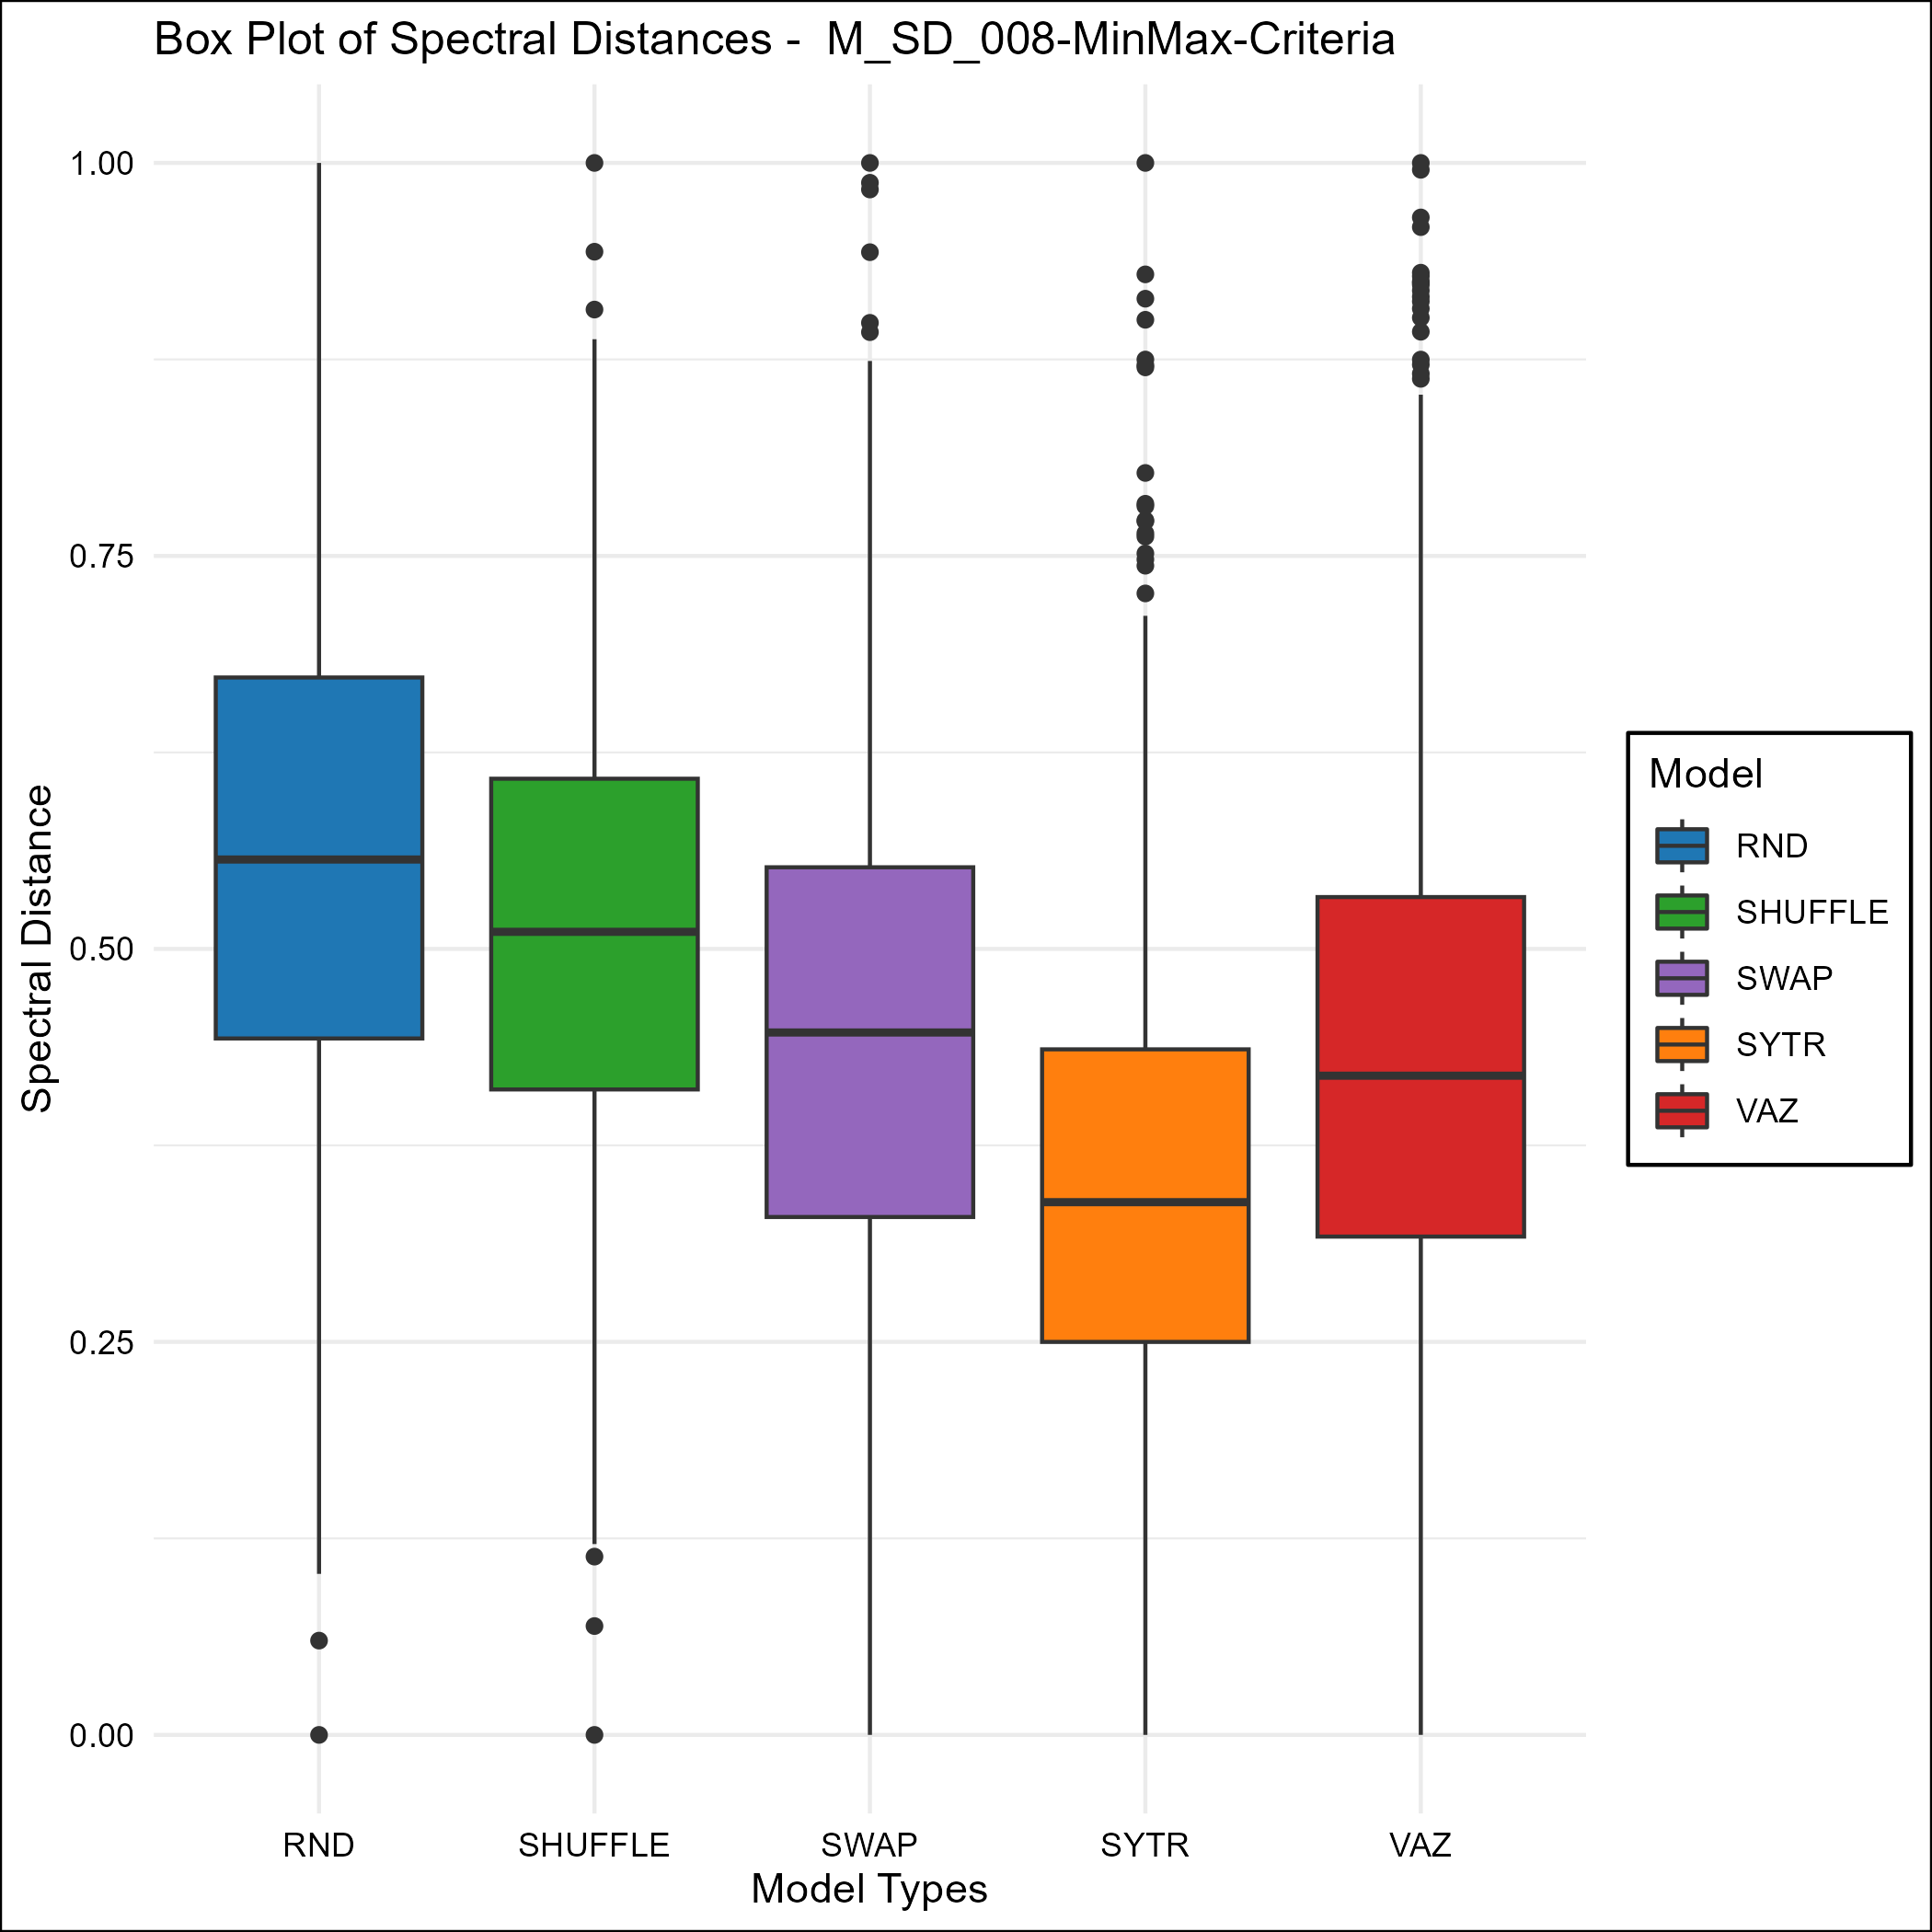 Box Plot of Spectral Distances -  M_SD_008-MinMax-Criteria
1.00
0.75
0.50
0.25
0.00
Spectral Distance
RND
SHUFFLE
SWAP
SYTR
VAZ
Model Types
Model
RND
SHUFFLE
SWAP
SYTR
VAZ